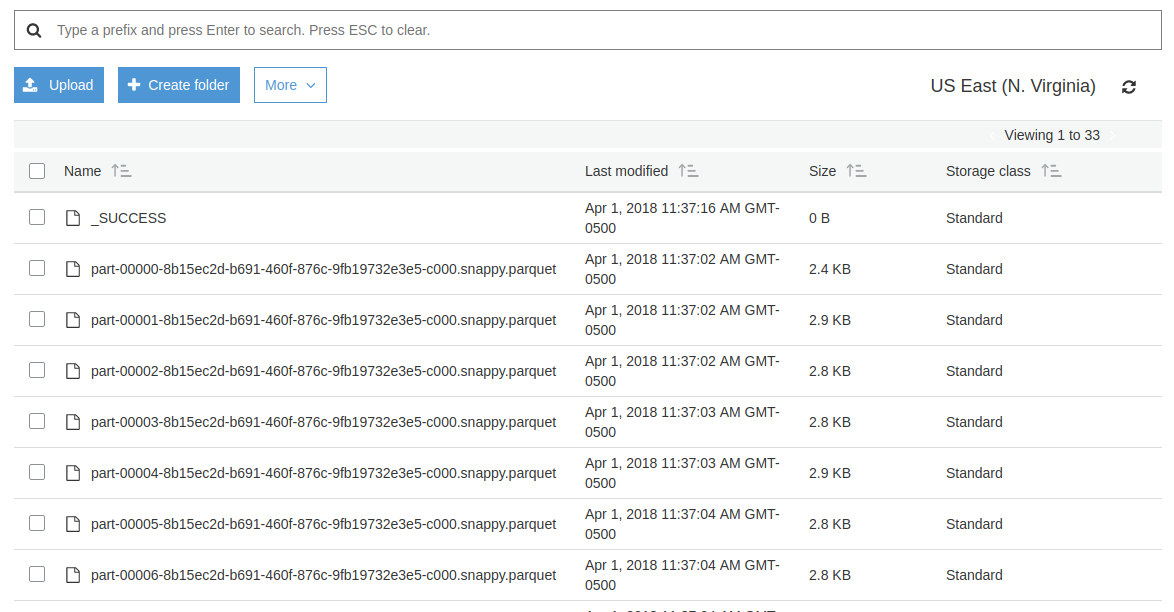 Type a prefix and press Enter to search. Press ESC to clear.
Upload Create folder More US East (N. Virginia)
Viewing 1 to 33
Name Last modified Size Storage class
_SUCCESS Apr 1, 2018 11:37:16 AM GMT-
0500 0 B Standard
part-00000-8b15ec2d-b691-460f-876c-9fb19732e3e5-c000.snappy.parquet Apr 1, 2018 11:37:02 AM GMT-
0500 2.4 KB Standard
part-00001-8b15ec2d-b691-460f-876c-9fb19732e3e5-c000.snappy.parquet Apr 1, 2018 11:37:02 AM GMT-
0500 2.9 KB Standard
part-00002-8b15ec2d-b691-460f-876c-9fb19732e3e5-c000.snappy.parquet Apr 1, 2018 11:37:02 AM GMT-
0500 2.8 KB Standard
part-00003-8b15ec2d-b691-460f-876c-9fb19732e3e5-c000.snappy.parquet Apr 1, 2018 11:37:03 AM GMT-
0500 2.8 KB Standard
part-00004-8b15ec2d-b691-460f-876c-9fb19732e3e5-c000.snappy.parquet Apr 1, 2018 11:37:03 AM GMT-
0500 2.9 KB Standard
part-00005-8b15ec2d-b691-460f-876c-9fb19732e3e5-c000.snappy.parquet Apr 1, 2018 11:37:04 AM GMT-
0500 2.8 KB Standard
part-00006-8b15ec2d-b691-460f-876c-9fb19732e3e5-c000.snappy.parquet Apr 1, 2018 11:37:04 AM GMT-
0500 2.8 KB Standard